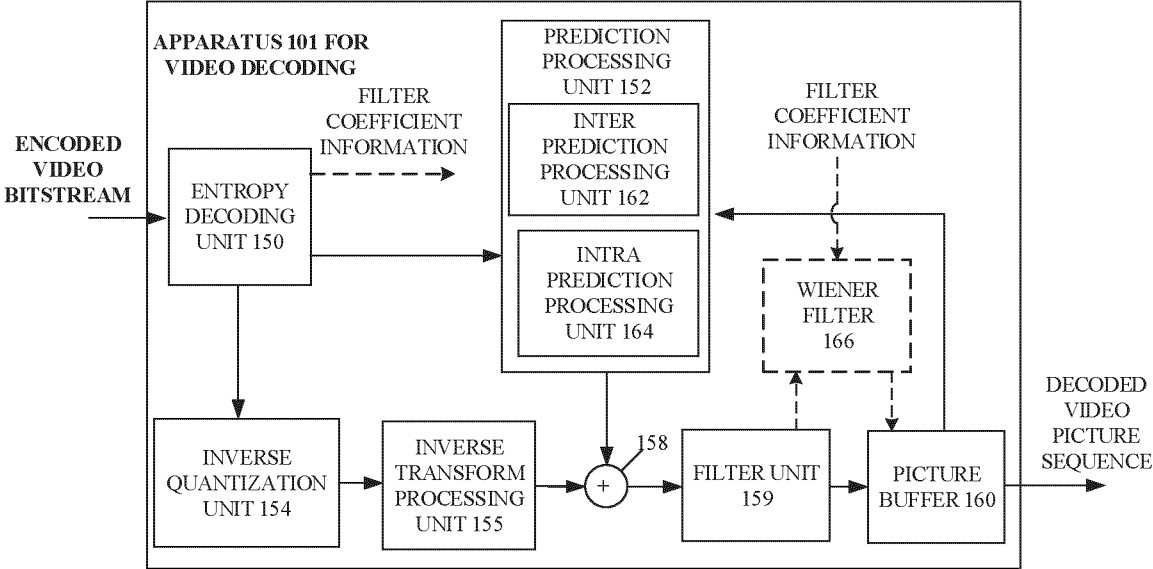 APPARATUS 101 FOR
VIDEO DECODING
FILTER
COEFFICIENT
INFORMATION
ENCODED
VIDEO
BITSTREAM
ENTROPY
DECODING
UNIT 150
PREDICTION
PROCESSING
UNIT 152
INTER
PREDICTION
PROCESSING
UNIT 162
INTRA
PREDICTION
PROCESSING
UNIT 164
FILTER
COEFFICIENT
INFORMATION
WIENER
FILTER
166
INVERSE
QUANTIZATION
UNIT 154
INVERSE
TRANSFORM
PROCESSING
UNIT 155
158
+
FILTER UNIT
159
PICTURE
BUFFER 160
DECODED
VIDEO
PICTURE
SEQUENCE